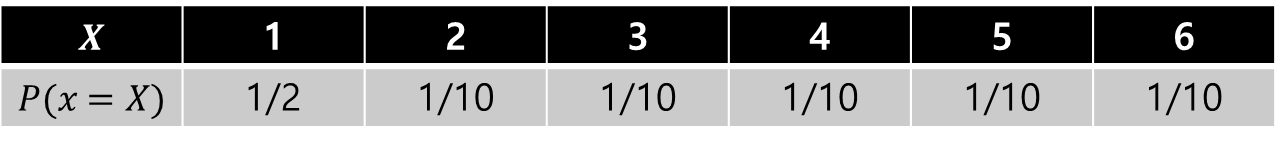 X 1 2 3 4 5 6
P(x = X) 1/2 1/10 1/10 1/10 1/10 1/10